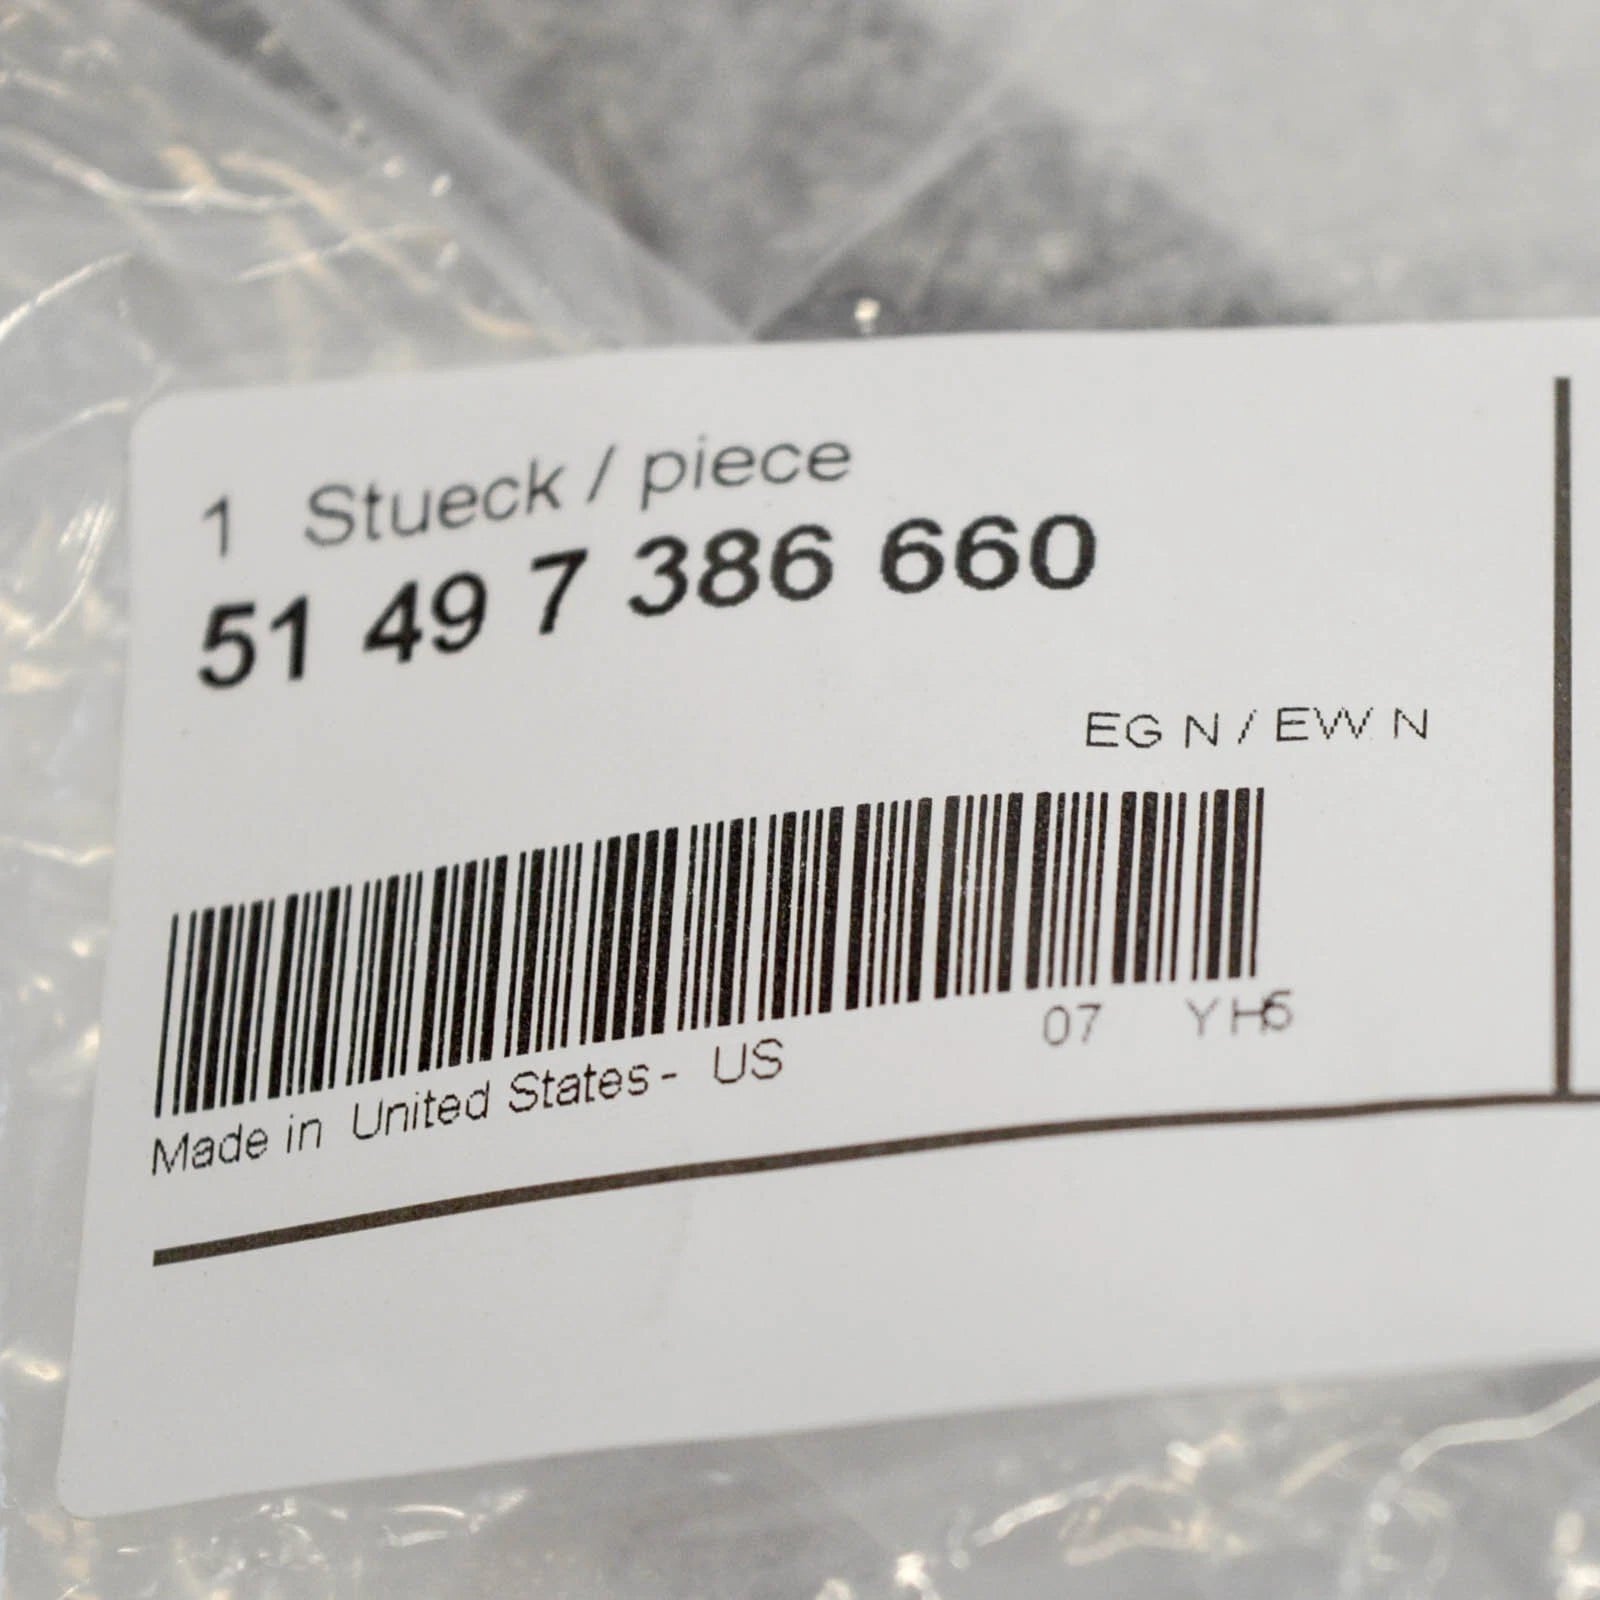 1 Stueck / piece
51 49 7 386 660
EG N / EW N
07 YH5
Made in United States - US